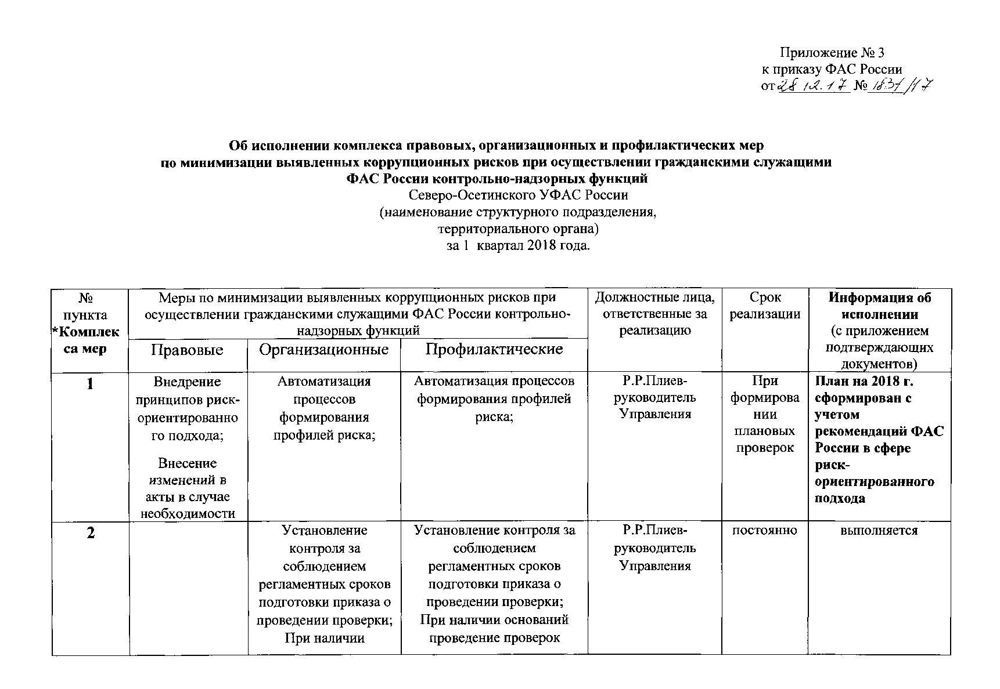 Приложение № 3
к приказу ФАС России
от 28.12.17 № 1831/17
Об исполнении комплекса правовых, организационных и профилактических мер
по минимизации выявленных коррупционных рисков при осуществлении гражданскими служащими
ФАС России контрольно-надзорных функций
Северо-Осетинского УФАС России
(наименование структурного подразделения,
территориального органа)
за 1 квартал 2018 года.
№
пункта
*Комплек
са мер
Меры по минимизации выявленных коррупционных рисков при
осуществлении гражданскими служащими ФАС России контрольно-
надзорных функций
Правовые
Организационные
Профилактические
Должностные лица,
ответственные за
реализацию
Срок
реализации
Информация об
исполнении
(с приложением
подтверждающих
документов)
1
Внедрение
принципов риск-
ориентированно
го подхода;
Внесение
изменений в
акты в случае
необходимости
Автоматизация
процессов
формирования
профилей риска;
Автоматизация процессов
формирования профилей
риска;
Р.Р.Плиев-
руководитель
Управления
При
формирова
нии
плановых
проверок
План на 2018 г.
сформирован с
учетом
рекомендаций ФАС
России в сфере
риск-
ориентированного
подхода
2
Установление
контроля за
соблюдением
регламентных сроков
подготовки приказа о
проведении проверки;
При наличии
Установление контроля за
соблюдением
регламентных сроков
подготовки приказа о
проведении проверки;
При наличии оснований
проведение проверок
Р.Р.Плиев-
руководитель
Управления
постоянно
выполняется